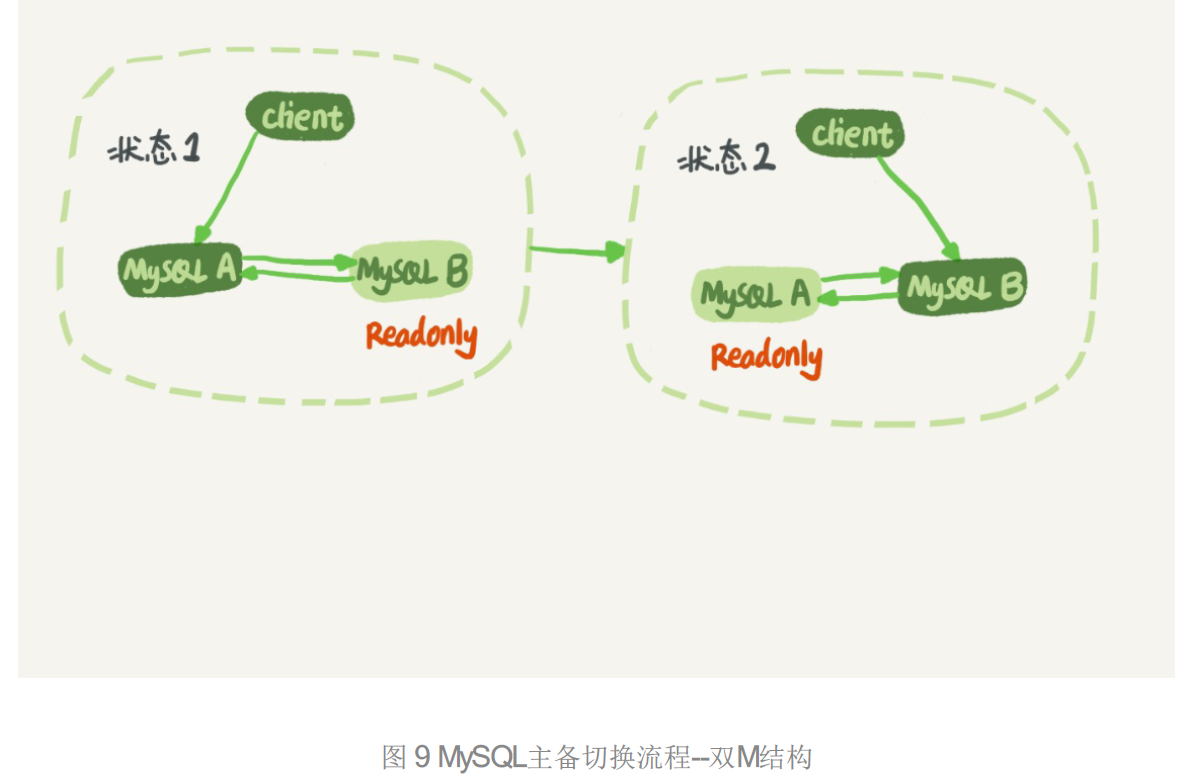 client
状态1
MySQL A
MySQL B
Readonly
client
状态2
MySQL A
MySQL B
Readonly
图 9 MySQL主备切换流程--双M结构